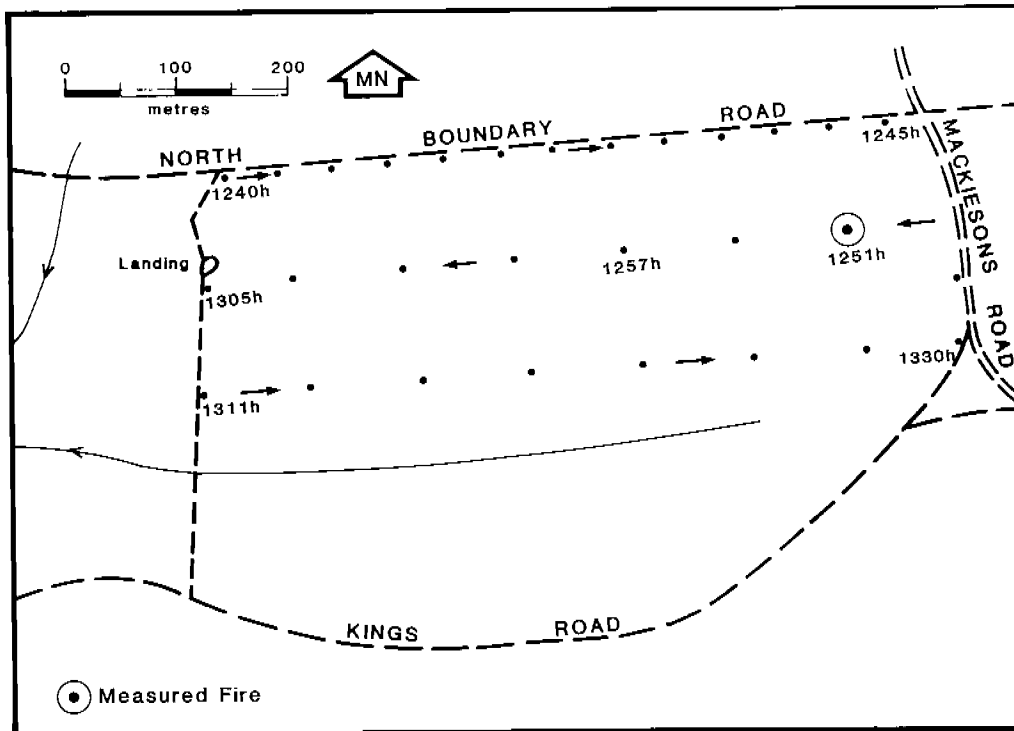 0 100 200
metres
MN
NORTH BOUNDARY ROAD
1240h
1245h
MACKIESONS ROAD
Landing
1257h
1251h
1305h
1330h
1311h
KINGS ROAD
Measured Fire